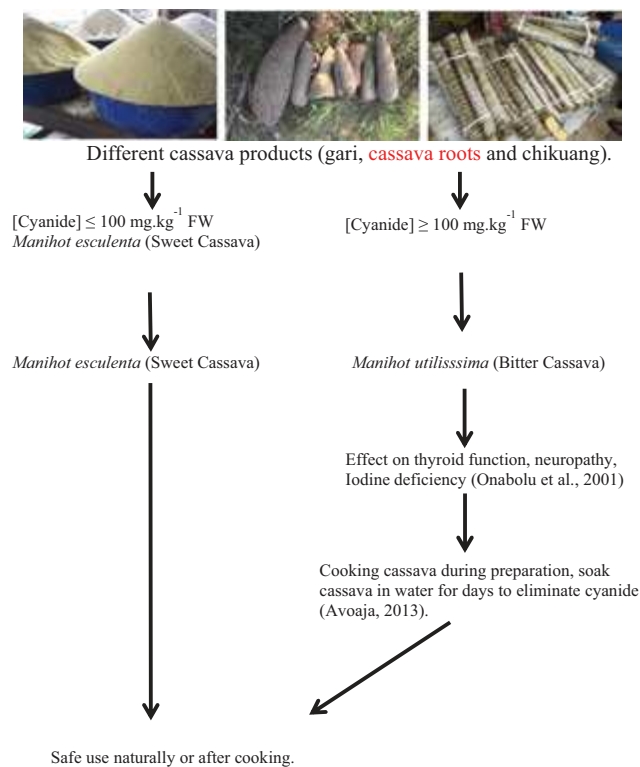 Different cassava products (gari, cassava roots and chikuang).
[Cyanide] ≤ 100 mg.kg⁻¹ FW
Manihot esculenta (Sweet Cassava)
[Cyanide] ≥ 100 mg.kg⁻¹ FW
Manihot esculenta (Sweet Cassava)
Manihot utilisssima (Bitter Cassava)
Effect on thyroid function, neuropathy,
Iodine deficiency (Onabolu et al., 2001)
Cooking cassava during preparation, soak
cassava in water for days to eliminate cyanide
(Avoaja, 2013).
Safe use naturally or after cooking.